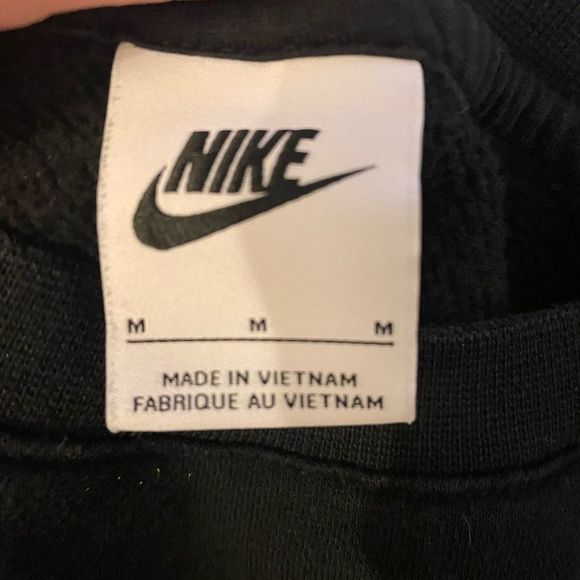 NIKE
M M M
MADE IN VIETNAM
FABRIQUE AU VIETNAM